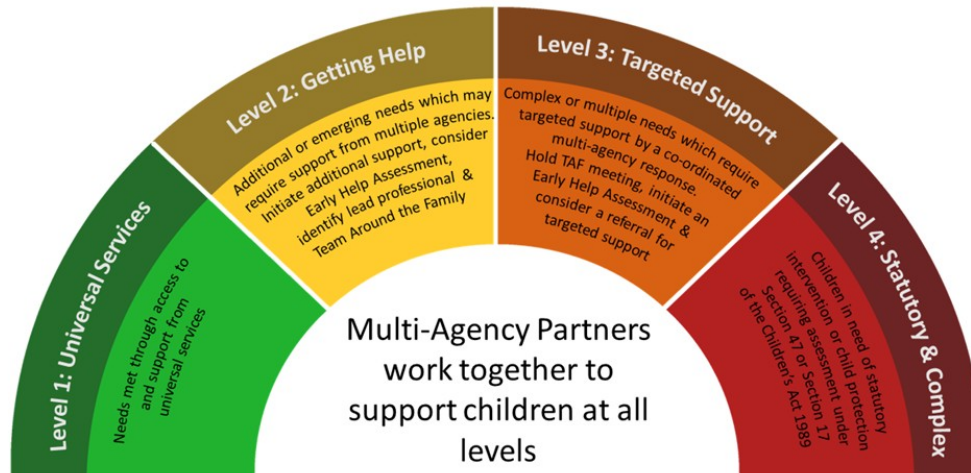 Level 1: Universal Services
Needs met through access to
and support from
universal services
Level 2: Getting Help
Additional or emerging needs which may
require support from multiple agencies.
Initiate additional support, consider
Early Help Assessment,
identify lead professional &
Team Around the Family
Level 3: Targeted Support
Complex or multiple needs which require
targeted support by a co-ordinated
multi-agency response.
Hold TAF meeting, initiate an
Early Help Assessment &
consider a referral for
targeted support
Level 4: Statutory & Complex
Children in need of statutory
intervention or child protection
requiring assessment under
Section 47 or Section 17
of the Children's Act 1989
Multi-Agency Partners
work together to
support children at all
levels